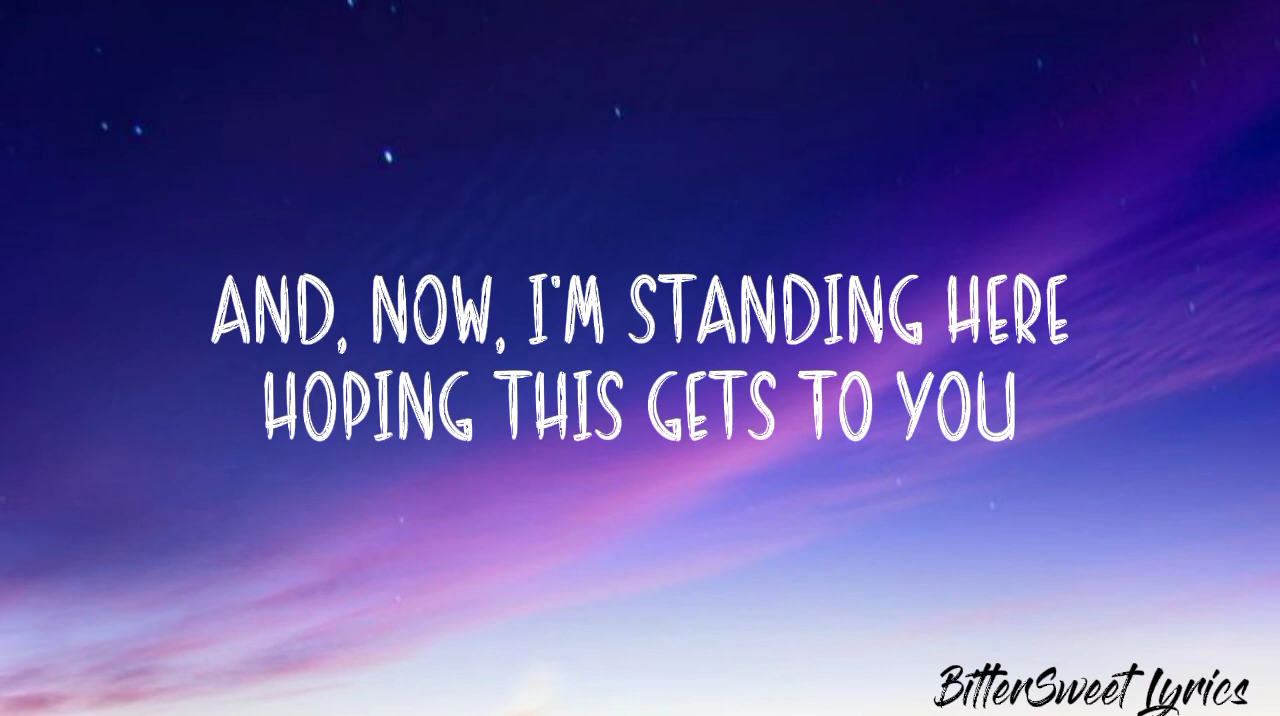 AND, NOW, I'M STANDING HERE
HOPING THIS GETS TO YOU
BitterSweet Lyrics